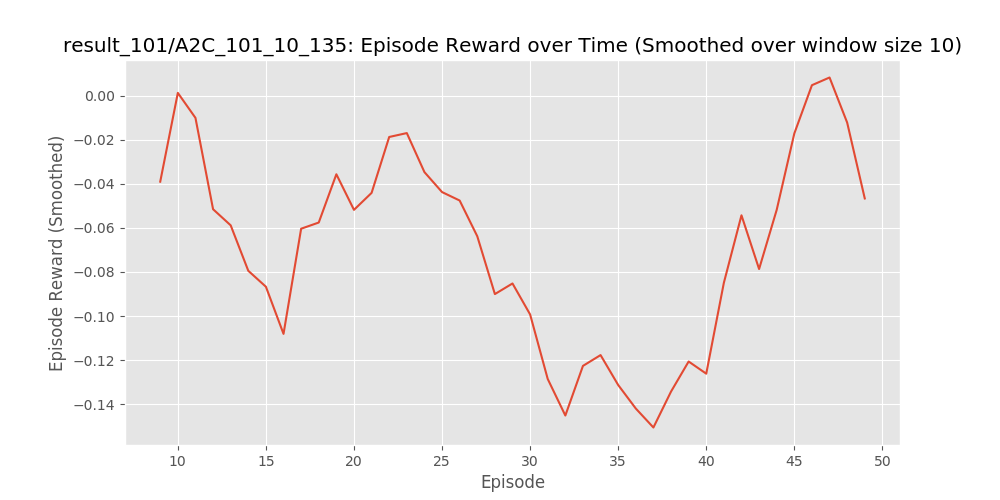 result_101/A2C_101_10_135: Episode Reward over Time (Smoothed over window size 10)
Episode Reward (Smoothed)
0.00
−0.02
−0.04
−0.06
−0.08
−0.10
−0.12
−0.14
10 15 20 25 30 35 40 45 50
Episode